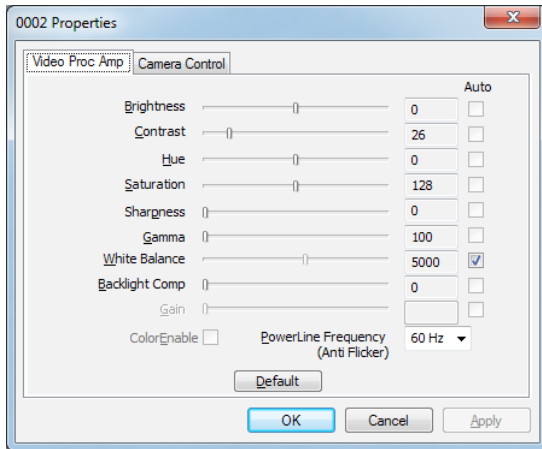 0002 Properties
Video Proc Amp Camera Control
Auto
Brightness 0
Contrast 26
Hue 0
Saturation 128
Sharpness 0
Gamma 100
White Balance 5000
Backlight Comp 0
Gain
ColorEnable PowerLine Frequency 60 Hz
(Anti Flicker)
Default
OK Cancel Apply